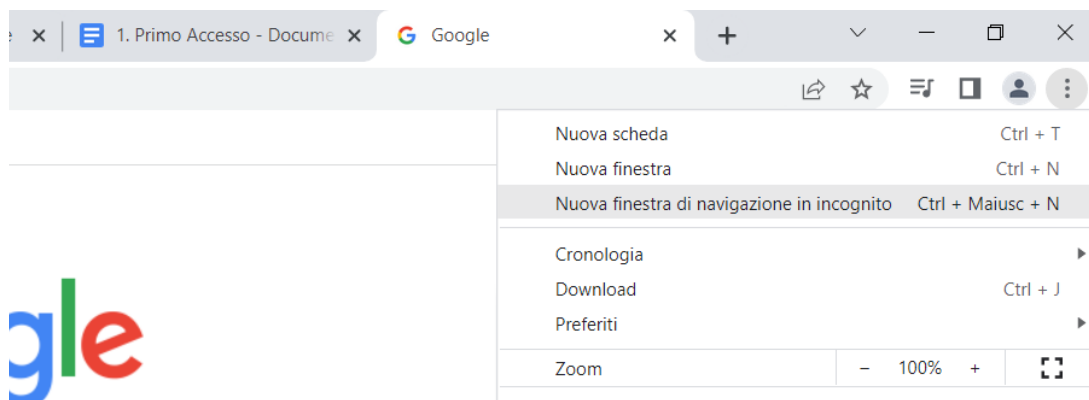 1. Primo Accesso - Docume
Google
Nuova scheda Ctrl + T
Nuova finestra Ctrl + N
Nuova finestra di navigazione in incognito Ctrl + Maiusc + N
Cronologia
Download Ctrl + J
Preferiti
Zoom - 100% +
gle